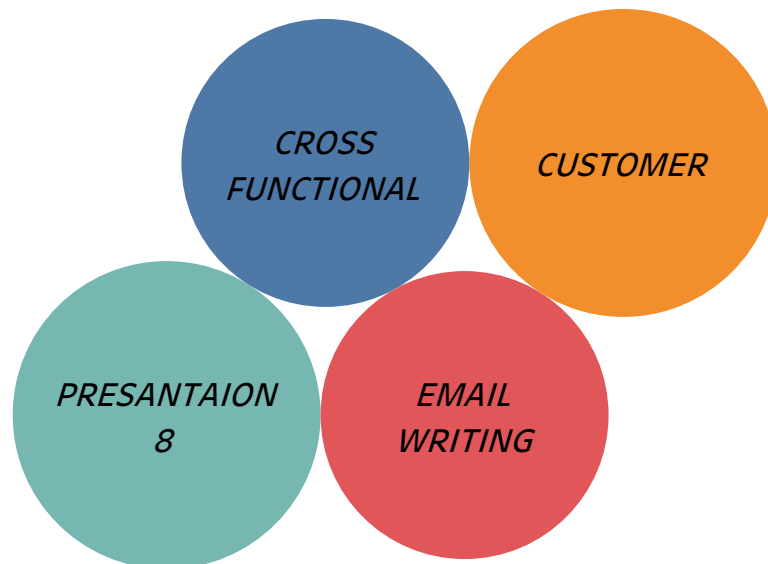 CROSS
FUNCTIONAL
CUSTOMER
PRESANTAION
8
EMAIL
WRITING